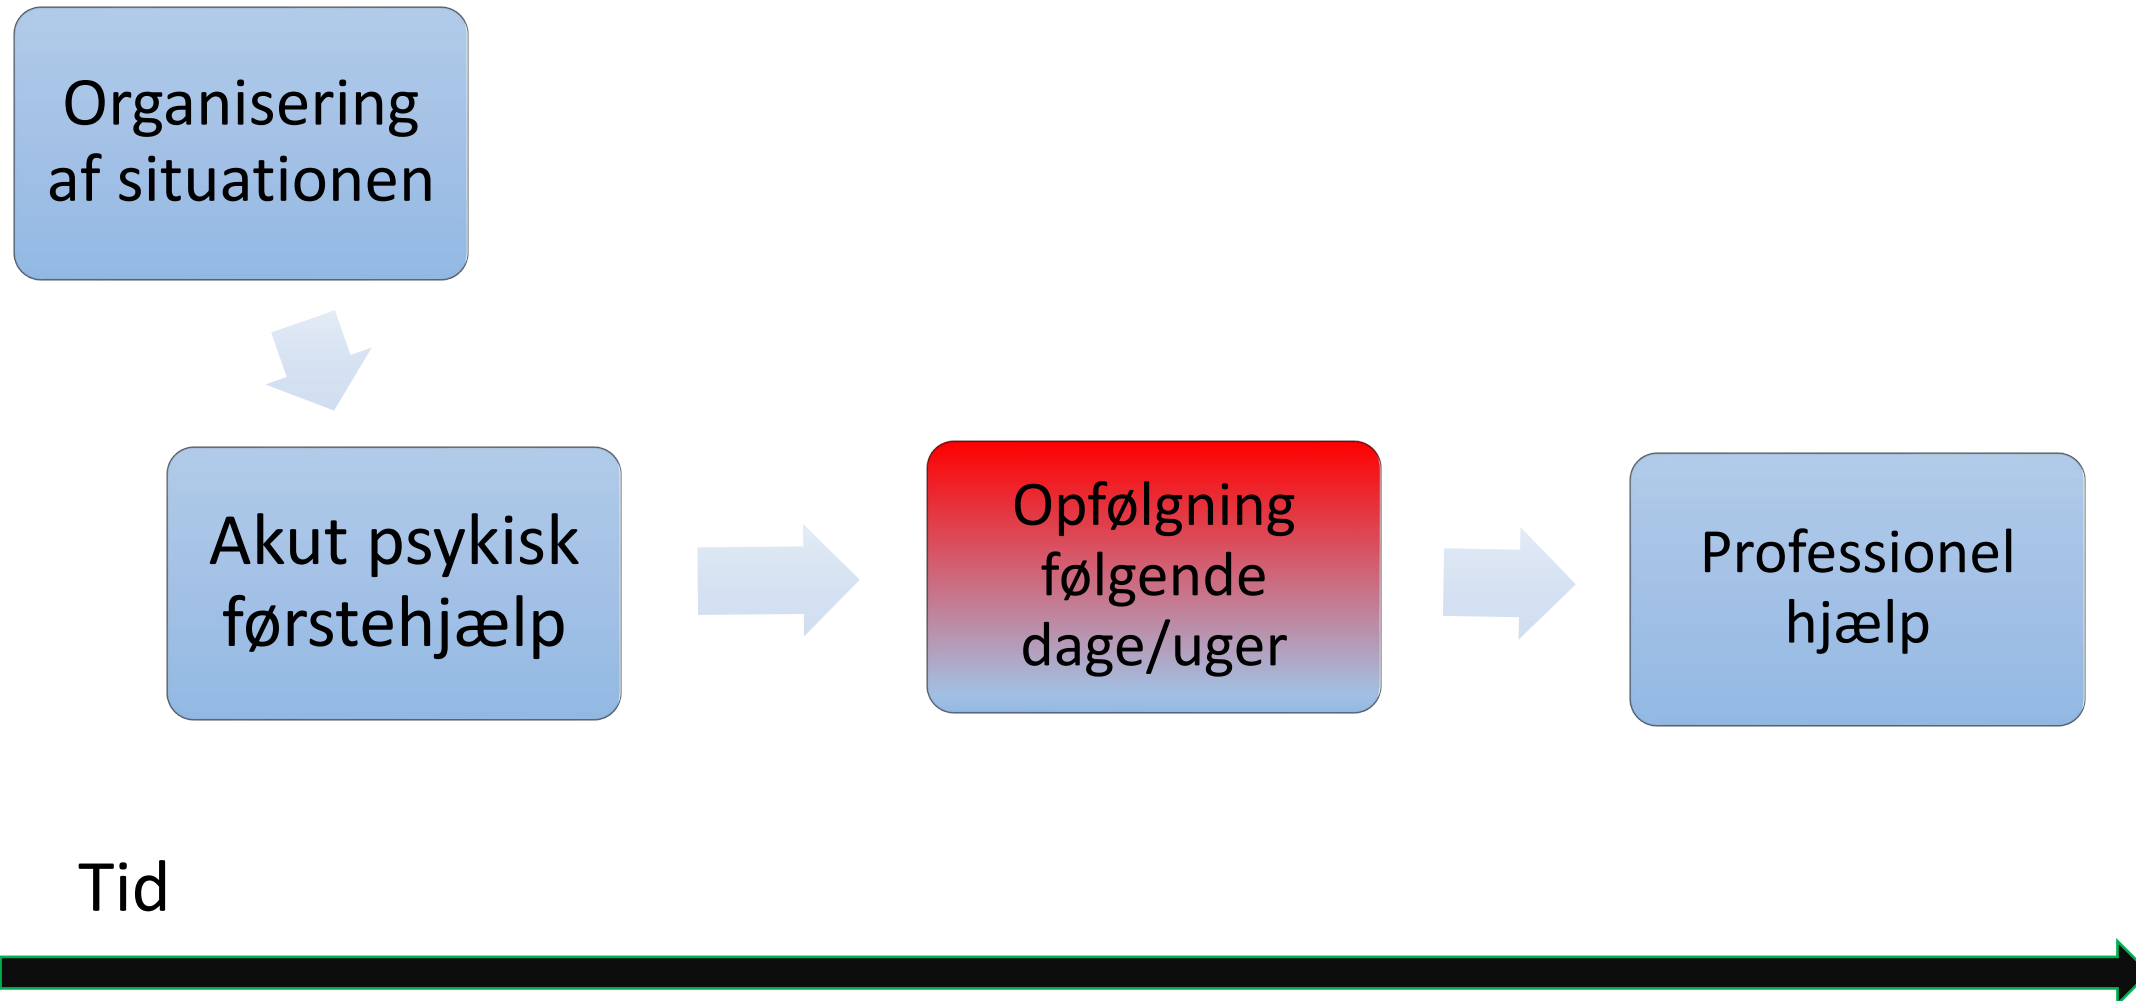 Organisering
af situationen
Akut psykisk
førstehjælp
Opfølgning
følgende
dage/uger
Professionel
hjælp
Tid